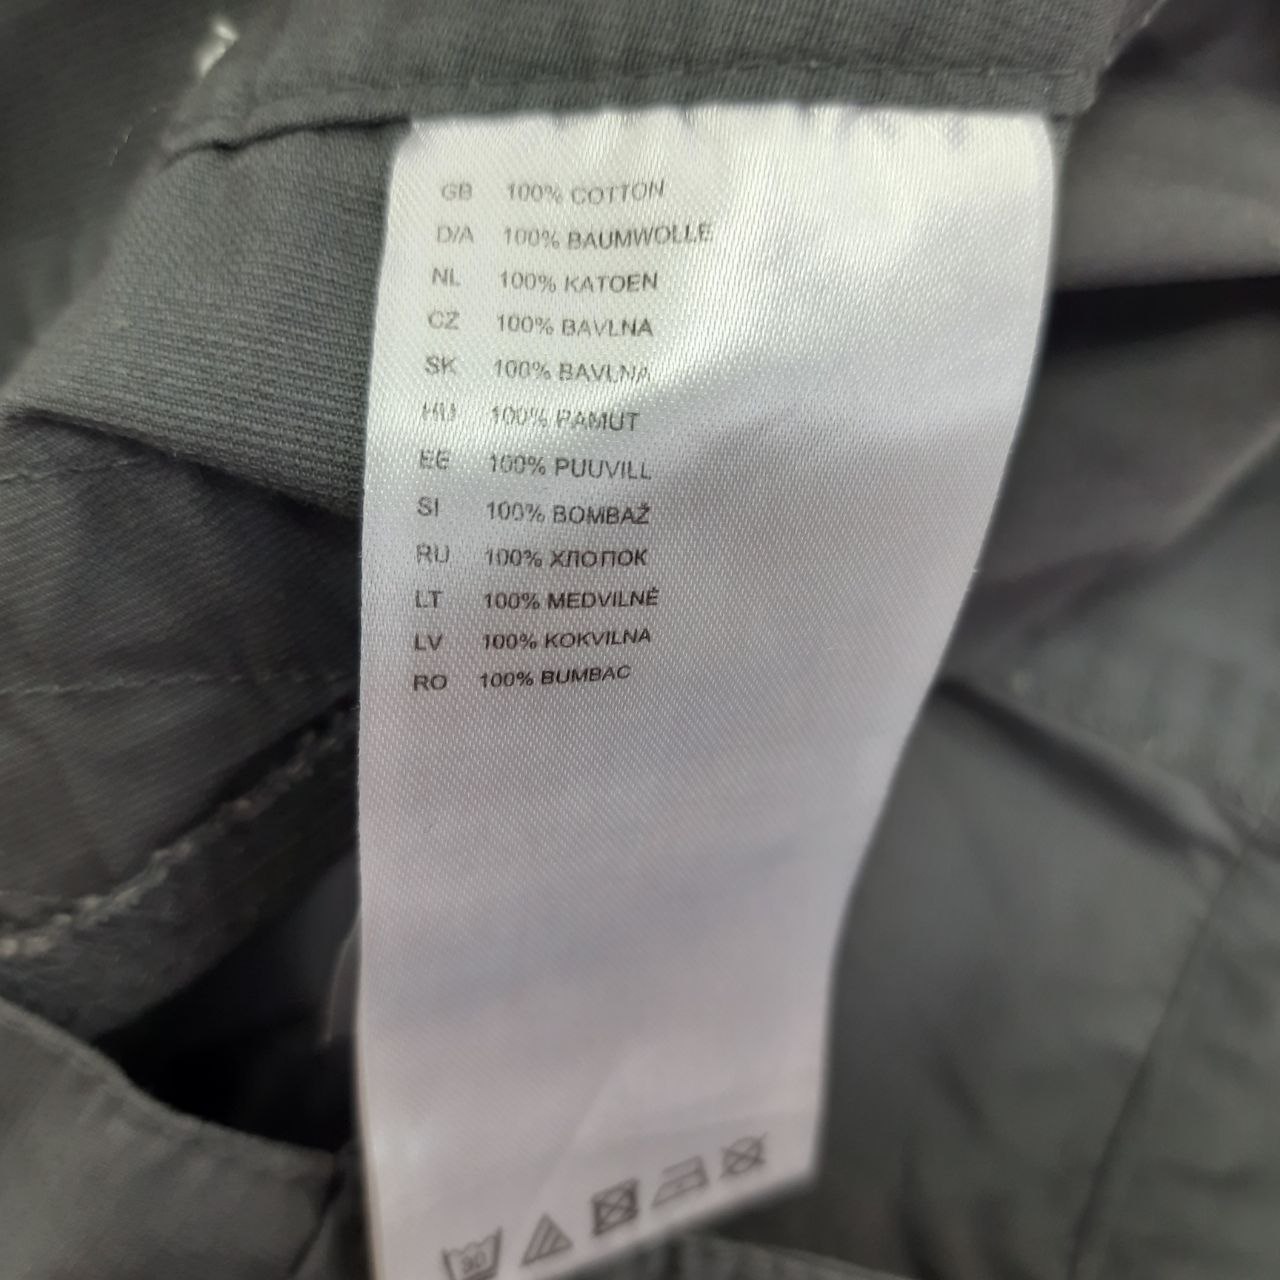 GB 100% COTTON
D/A 100% BAUMWOLLE
NL 100% KATOEN
CZ 100% BAVLNA
SK 100% BAVLNA
HU 100% PAMUT
EE 100% PUUVILL
SI 100% BOMBAŽ
RU 100% ХЛОПОК
LT 100% MEDVILNĖ
LV 100% KOKVILNA
RO 100% BUMBAC